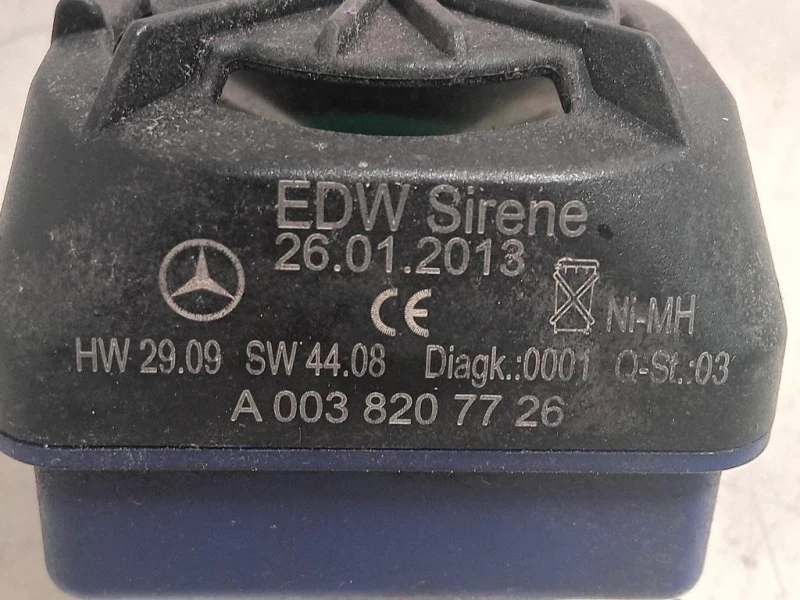 EDW Sirene
26.01.2013
CE Ni-MH
HW 29.09 SW 44.08 Diagk.:0001 Q-St.:03
A 003 820 77 26